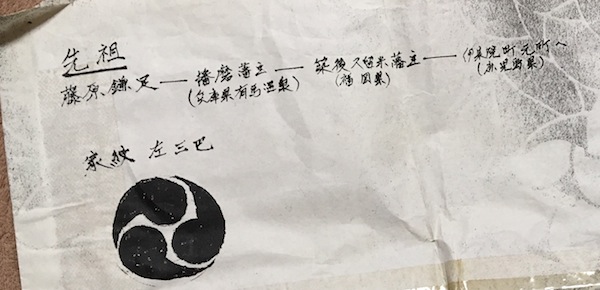 先祖
藤原鎌足 ― 播磨藩主 ― 筑後久留米藩主 ― 伊集院町元町へ
(兵庫県有馬温泉) (福岡県) (鹿児島県)
家紋 左三巴